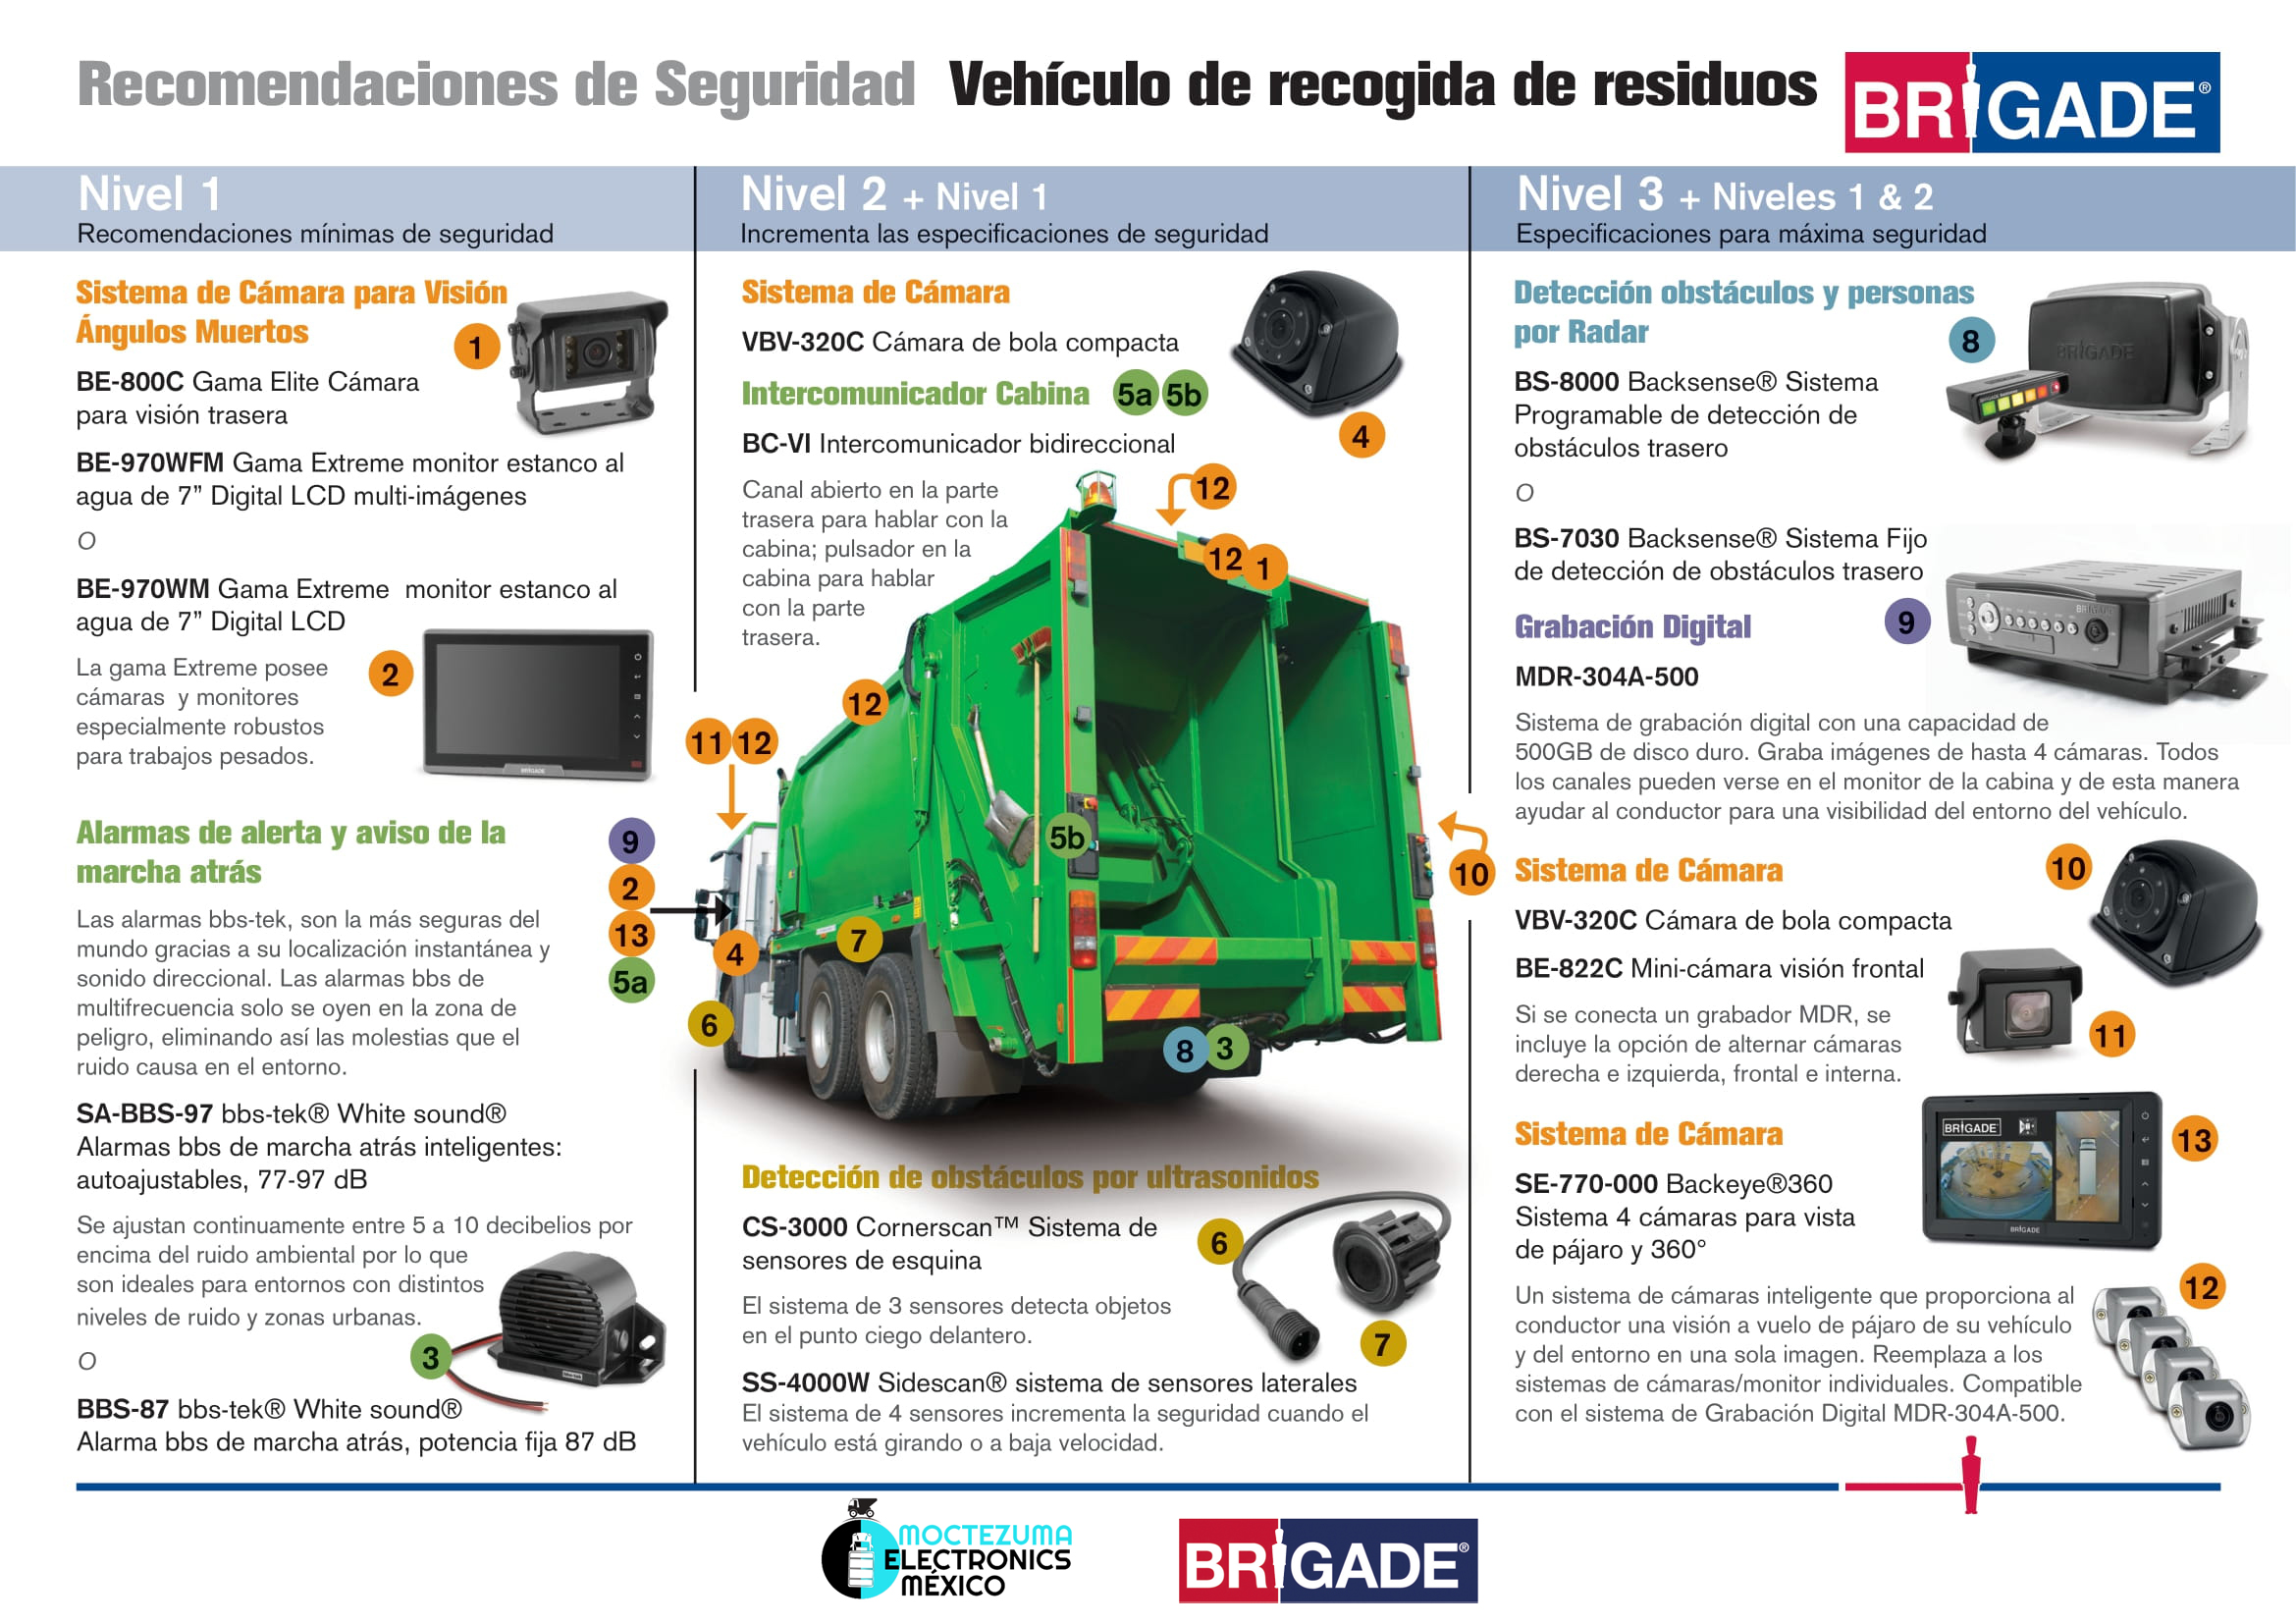 Recomendaciones de Seguridad Vehículo de recogida de residuos
BRIGADE®
Nivel 1
Recomendaciones mínimas de seguridad
Sistema de Cámara para Visión
Ángulos Muertos
1
BE-800C Gama Elite Cámara
para visión trasera
BE-970WFM Gama Extreme monitor estanco al
agua de 7” Digital LCD multi-imágenes
O
BE-970WM Gama Extreme monitor estanco al
agua de 7” Digital LCD
La gama Extreme posee
cámaras y monitores
especialmente robustos
para trabajos pesados.
2
BRIGADE
Alarmas de alerta y aviso de la
marcha atrás
Las alarmas bbs-tek, son la más seguras del
mundo gracias a su localización instantánea y
sonido direccional. Las alarmas bbs de
multifrecuencia solo se oyen en la zona de
peligro, eliminando así las molestias que el
ruido causa en el entorno.
SA-BBS-97 bbs-tek® White sound®
Alarmas bbs de marcha atrás inteligentes:
autoajustables, 77-97 dB
Se ajustan continuamente entre 5 a 10 decibelios por
encima del ruido ambiental por lo que
son ideales para entornos con distintos
niveles de ruido y zonas urbanas.
O
3
BBS-87 bbs-tek® White sound®
Alarma bbs de marcha atrás, potencia fija 87 dB
Nivel 2 + Nivel 1
Incrementa las especificaciones de seguridad
Sistema de Cámara
VBV-320C Cámara de bola compacta
Intercomunicador Cabina 5a 5b
4
BC-VI Intercomunicador bidireccional
Canal abierto en la parte
trasera para hablar con la
cabina; pulsador en la
cabina para hablar
con la parte
trasera.
12
12 1
12
11 12
9
2
13
5a
4
5b
7
6
10
8 3
Detección de obstáculos por ultrasonidos
CS-3000 Cornerscan™ Sistema de
sensores de esquina
6
El sistema de 3 sensores detecta objetos
en el punto ciego delantero.
7
SS-4000W Sidescan® sistema de sensores laterales
El sistema de 4 sensores incrementa la seguridad cuando el
vehículo está girando o a baja velocidad.
Nivel 3 + Niveles 1 & 2
Especificaciones para máxima seguridad
Detección obstáculos y personas
por Radar
8
BRIGADE
BS-8000 Backsense® Sistema
Programable de detección de
obstáculos trasero
O
BS-7030 Backsense® Sistema Fijo
de detección de obstáculos trasero
Grabación Digital
9
BRIGADE
MDR-304A-500
Sistema de grabación digital con una capacidad de
500GB de disco duro. Graba imágenes de hasta 4 cámaras. Todos
los canales pueden verse en el monitor de la cabina y de esta manera
ayudar al conductor para una visibilidad del entorno del vehículo.
Sistema de Cámara
10
VBV-320C Cámara de bola compacta
BE-822C Mini-cámara visión frontal
Si se conecta un grabador MDR, se
incluye la opción de alternar cámaras
derecha e izquierda, frontal e interna.
11
Sistema de Cámara
BRIGADE
BRIGADE
13
SE-770-000 Backeye®360
Sistema 4 cámaras para vista
de pájaro y 360°
Un sistema de cámaras inteligente que proporciona al
conductor una visión a vuelo de pájaro de su vehículo
y del entorno en una sola imagen. Reemplaza a los
sistemas de cámaras/monitor individuales. Compatible
con el sistema de Grabación Digital MDR-304A-500.
12
MOCTEZUMA
ELECTRONICS
MÉXICO
BRIGADE®